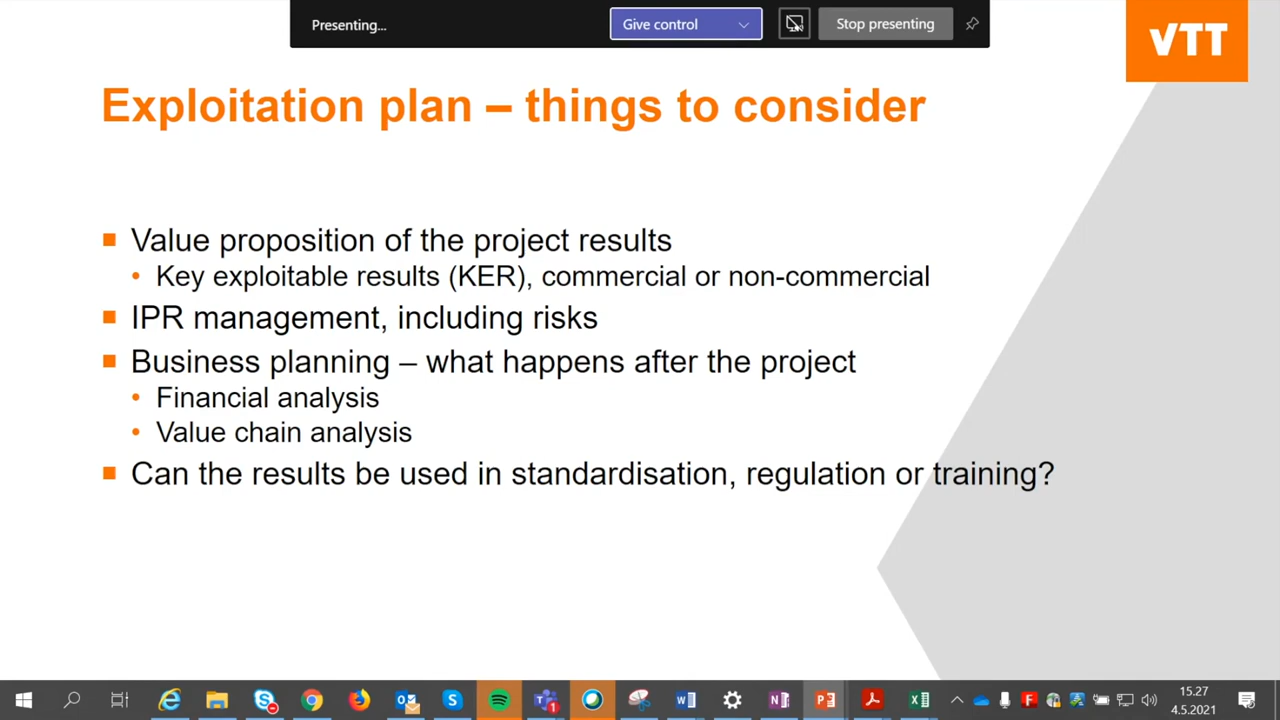 Presenting...
Give control
Stop presenting
VTT
Exploitation plan – things to consider
Value proposition of the project results
Key exploitable results (KER), commercial or non-commercial
IPR management, including risks
Business planning – what happens after the project
Financial analysis
Value chain analysis
Can the results be used in standardisation, regulation or training?
15.27
4.5.2021